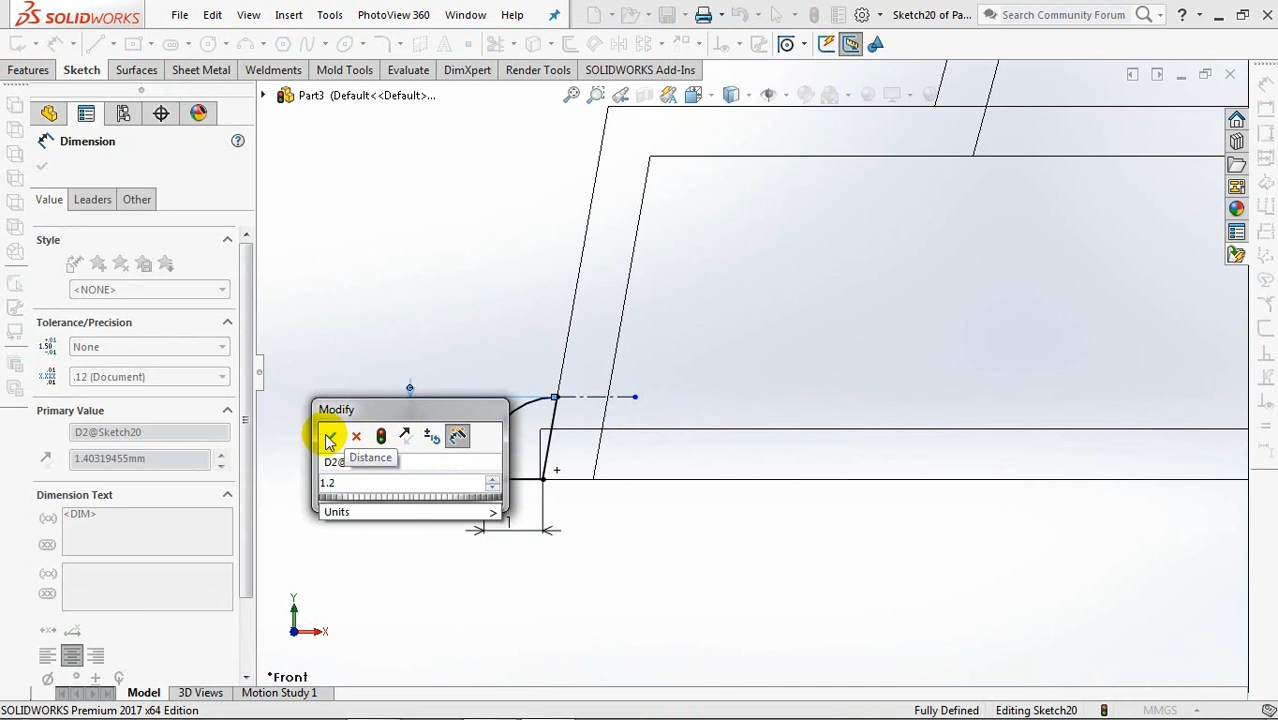 SOLIDWORKS
File Edit View Insert Tools PhotoView 360 Window Help
Sketch20 of Pa...
Search Community Forum
Features Sketch Surfaces Sheet Metal Weldments Mold Tools Evaluate DimXpert Render Tools SOLIDWORKS Add-Ins
Part3 (Default<<Default>...
Dimension
Value Leaders Other
Style
<NONE>
Tolerance/Precision
None
.12 (Document)
Primary Value
D2@Sketch20
1.40319455mm
Dimension Text
<DIM>
Modify
Distance
D2@
1.2
Units
1
Y
X
*Front
Model 3D Views Motion Study 1
SOLIDWORKS Premium 2017 x64 Edition
Fully Defined Editing Sketch20 MMGS